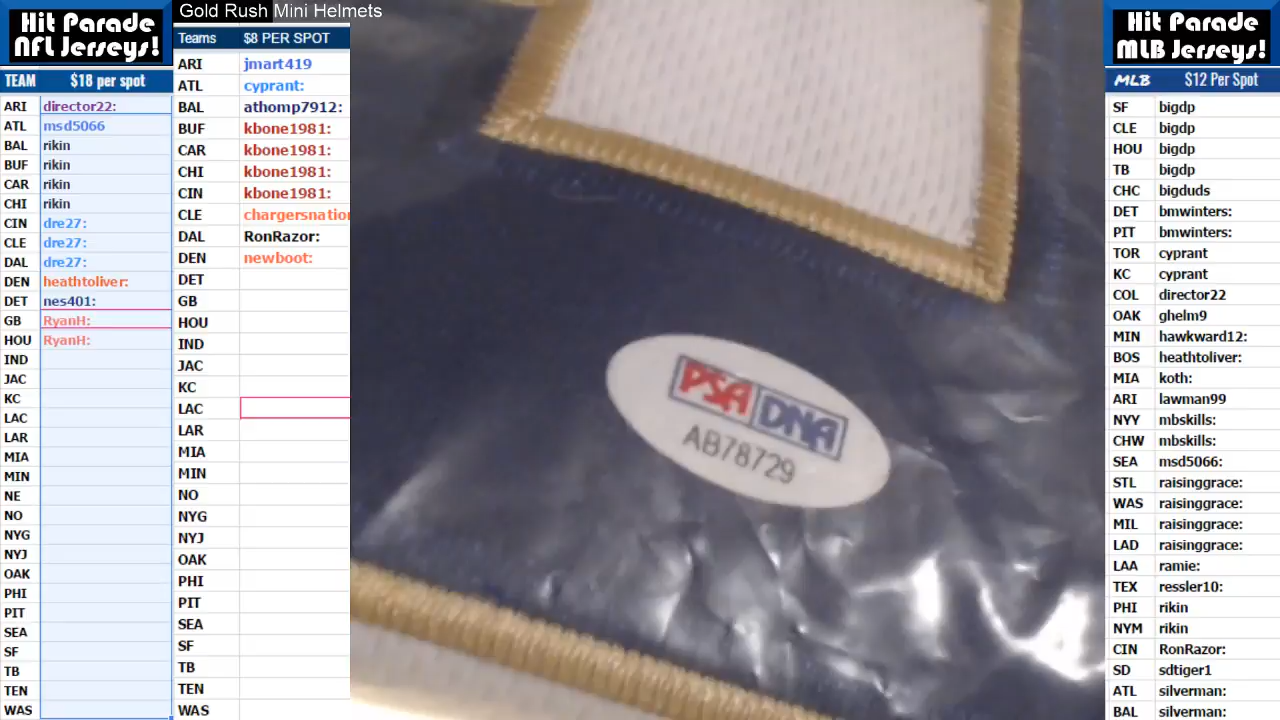 Hit Parade
NFL Jerseys!
TEAM $18 per spot
ARI director22:
ATL msd5066
BAL rikin
BUF rikin
CAR rikin
CHI rikin
CIN dre27:
CLE dre27:
DAL dre27:
DEN heathtoliver:
DET nes401:
GB RyanH:
HOU RyanH:
IND
JAC
KC
LAC
LAR
MIA
MIN
NE
NO
NYG
NYJ
OAK
PHI
PIT
SEA
SF
TB
TEN
WAS
Gold Rush Mini Helmets
Teams $8 PER SPOT
ARI jmart419
ATL cyprant:
BAL athomp7912:
BUF kbone1981:
CAR kbone1981:
CHI kbone1981:
CIN kbone1981:
CLE chargersnation
DAL RonRazor:
DEN newboot:
DET
GB
HOU
IND
JAC
KC
LAC
LAR
MIA
MIN
NO
NYG
NYJ
OAK
PHI
PIT
SEA
SF
TB
TEN
WAS
PSA DNA
AB78729
Hit Parade
MLB Jerseys!
MLB $12 Per Spot
SF bigdp
CLE bigdp
HOU bigdp
TB bigdp
CHC bigduds
DET bmwinters:
PIT bmwinters:
TOR cyprant
KC cyprant
COL director22
OAK ghelm9
MIN hawkward12:
BOS heathtoliver:
MIA koth:
ARI lawman99
NYY mbskills:
CHW mbskills:
SEA msd5066:
STL raisinggrace:
WAS raisinggrace:
MIL raisinggrace:
LAD raisinggrace:
LAA ramie:
TEX ressler10:
PHI rikin
NYM rikin
CIN RonRazor:
SD sdtiger1
ATL silverman:
BAL silverman: